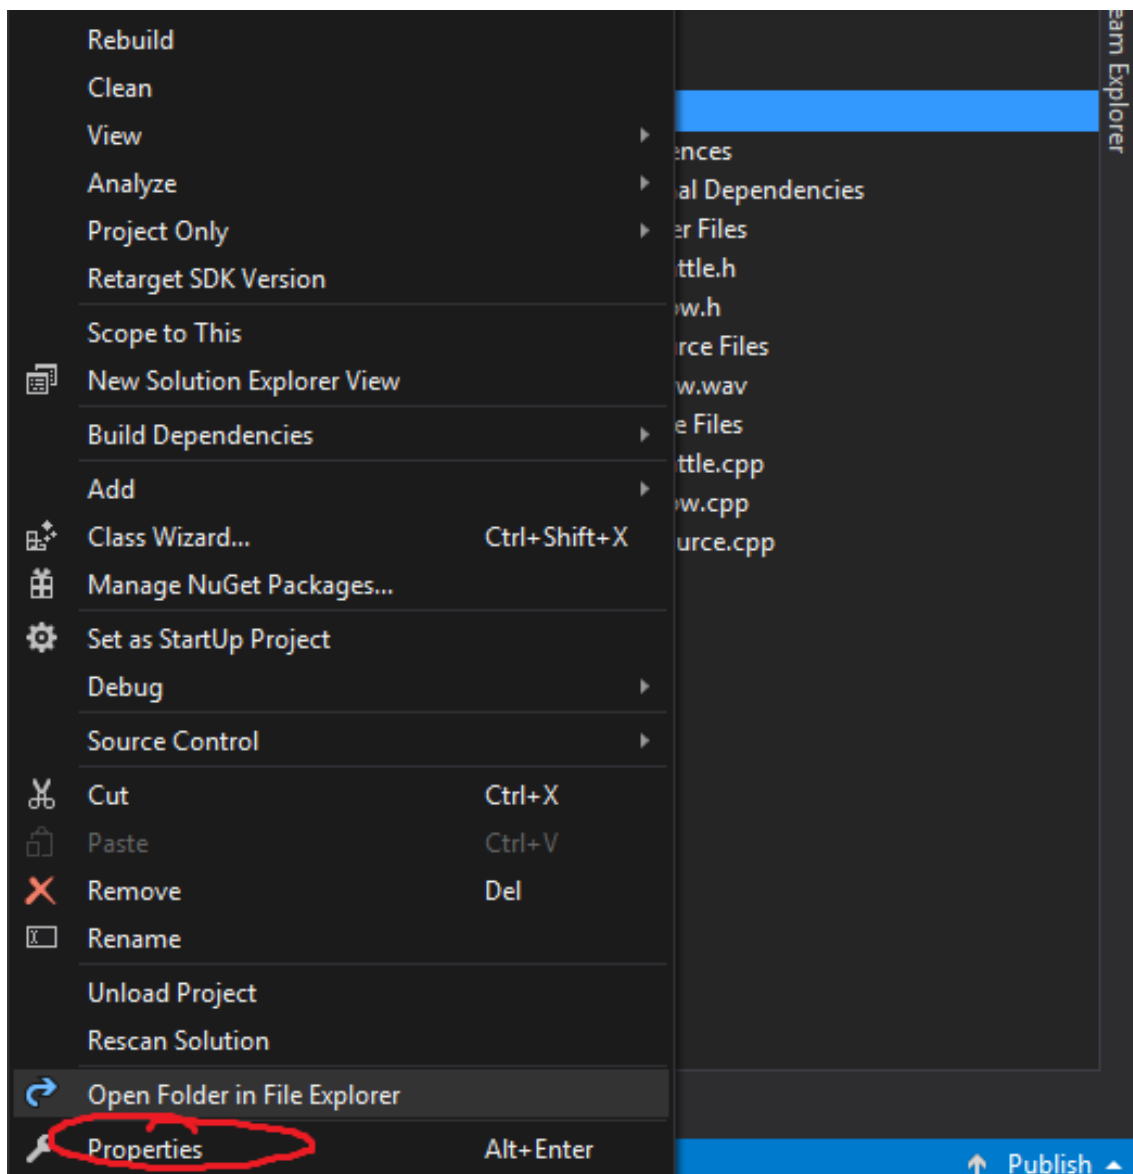 Rebuild
Clean
View
Analyze
Project Only
Retarget SDK Version
Scope to This
New Solution Explorer View
Build Dependencies
Add
Class Wizard... Ctrl+Shift+X
Manage NuGet Packages...
Set as StartUp Project
Debug
Source Control
Cut Ctrl+X
Paste Ctrl+V
Remove Del
Rename
Unload Project
Rescan Solution
Open Folder in File Explorer
Properties Alt+Enter
ences
al Dependencies
er Files
ttle.h
ow.h
rce Files
w.wav
e Files
ttle.cpp
ow.cpp
urce.cpp
eam Explorer
Publish